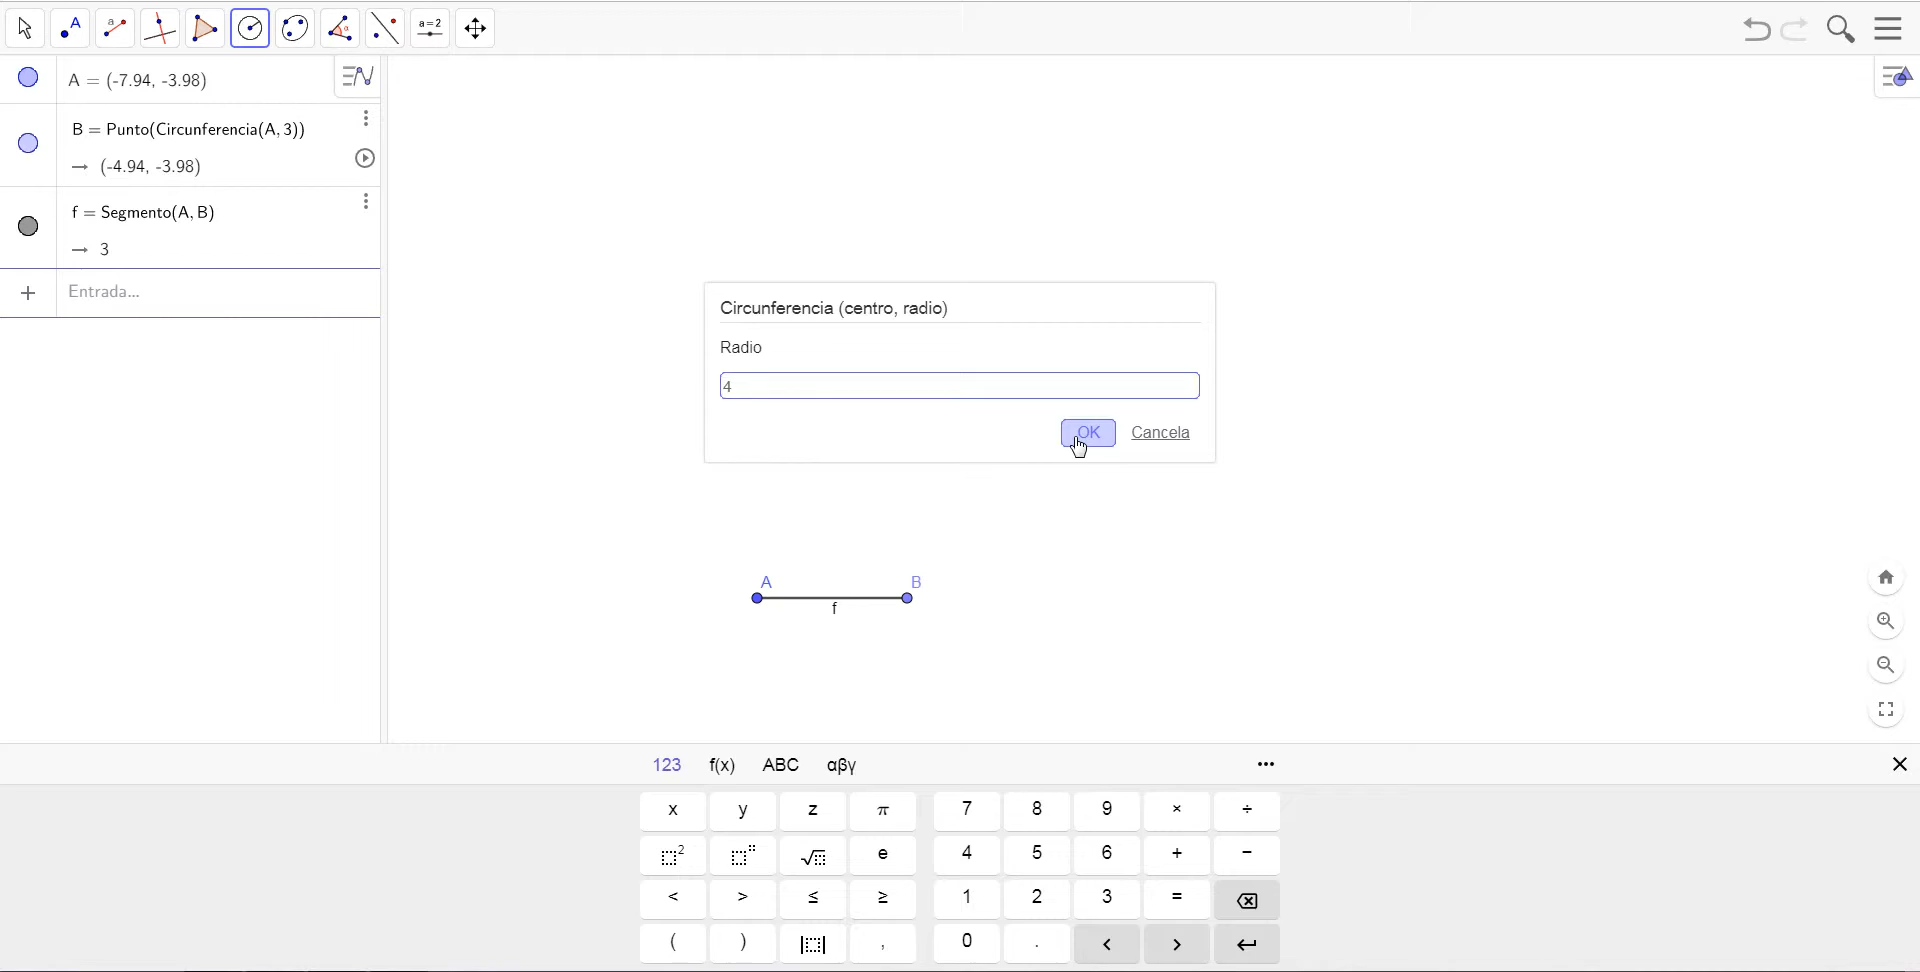 A
a
α
a=2
A = (-7.94, -3.98)
B = Punto(Circunferencia(A, 3))
→ (-4.94, -3.98)
f = Segmento(A, B)
→ 3
+ Entrada...
Circunferencia (centro, radio)
Radio
4
OK Cancela
A B
f
123 f(x) ABC αβγ
x y z π 7 8 9 × ÷
2 √ e 4 5 6 + −
< > ≤ ≥ 1 2 3 =
( ) , 0 . < >